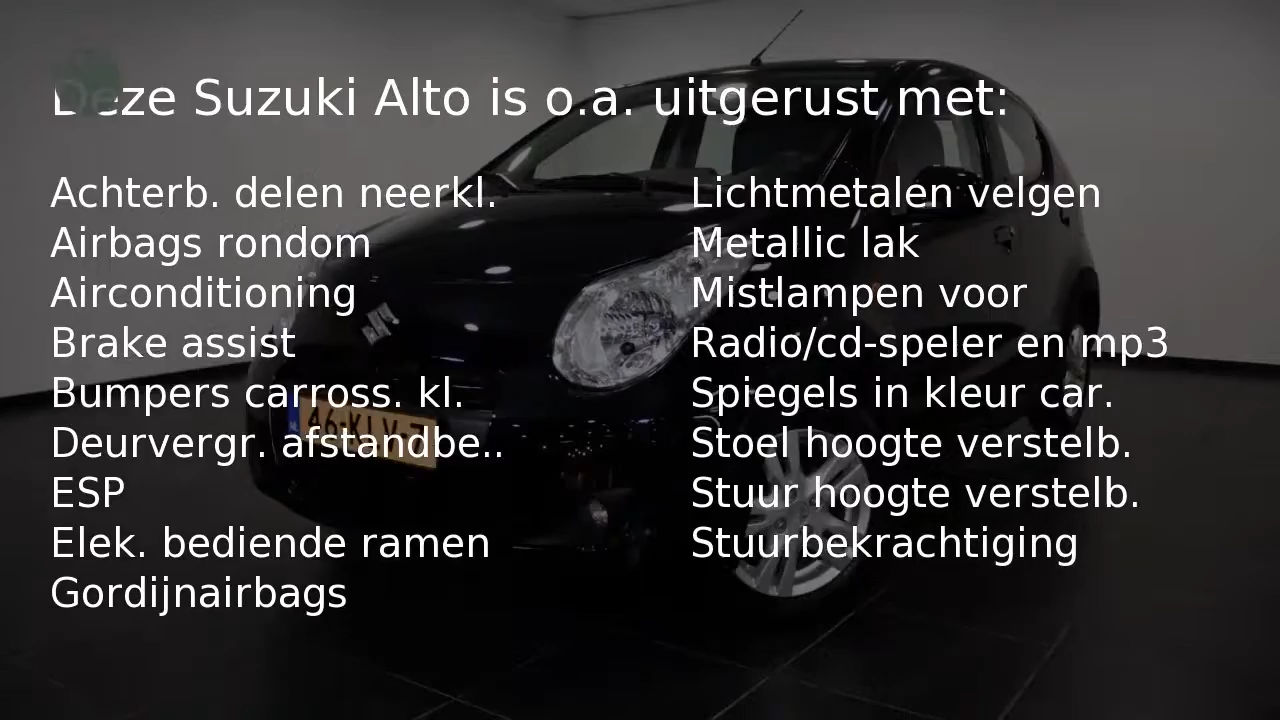 Deze Suzuki Alto is o.a. uitgerust met:
Achterb. delen neerkl.
Airbags rondom
Airconditioning
Brake assist
Bumpers carross. kl.
Deurvergr. afstandbe..
ESP
Elek. bediende ramen
Gordijnairbags
Lichtmetalen velgen
Metallic lak
Mistlampen voor
Radio/cd-speler en mp3
Spiegels in kleur car.
Stoel hoogte verstelb.
Stuur hoogte verstelb.
Stuurbekrachtiging